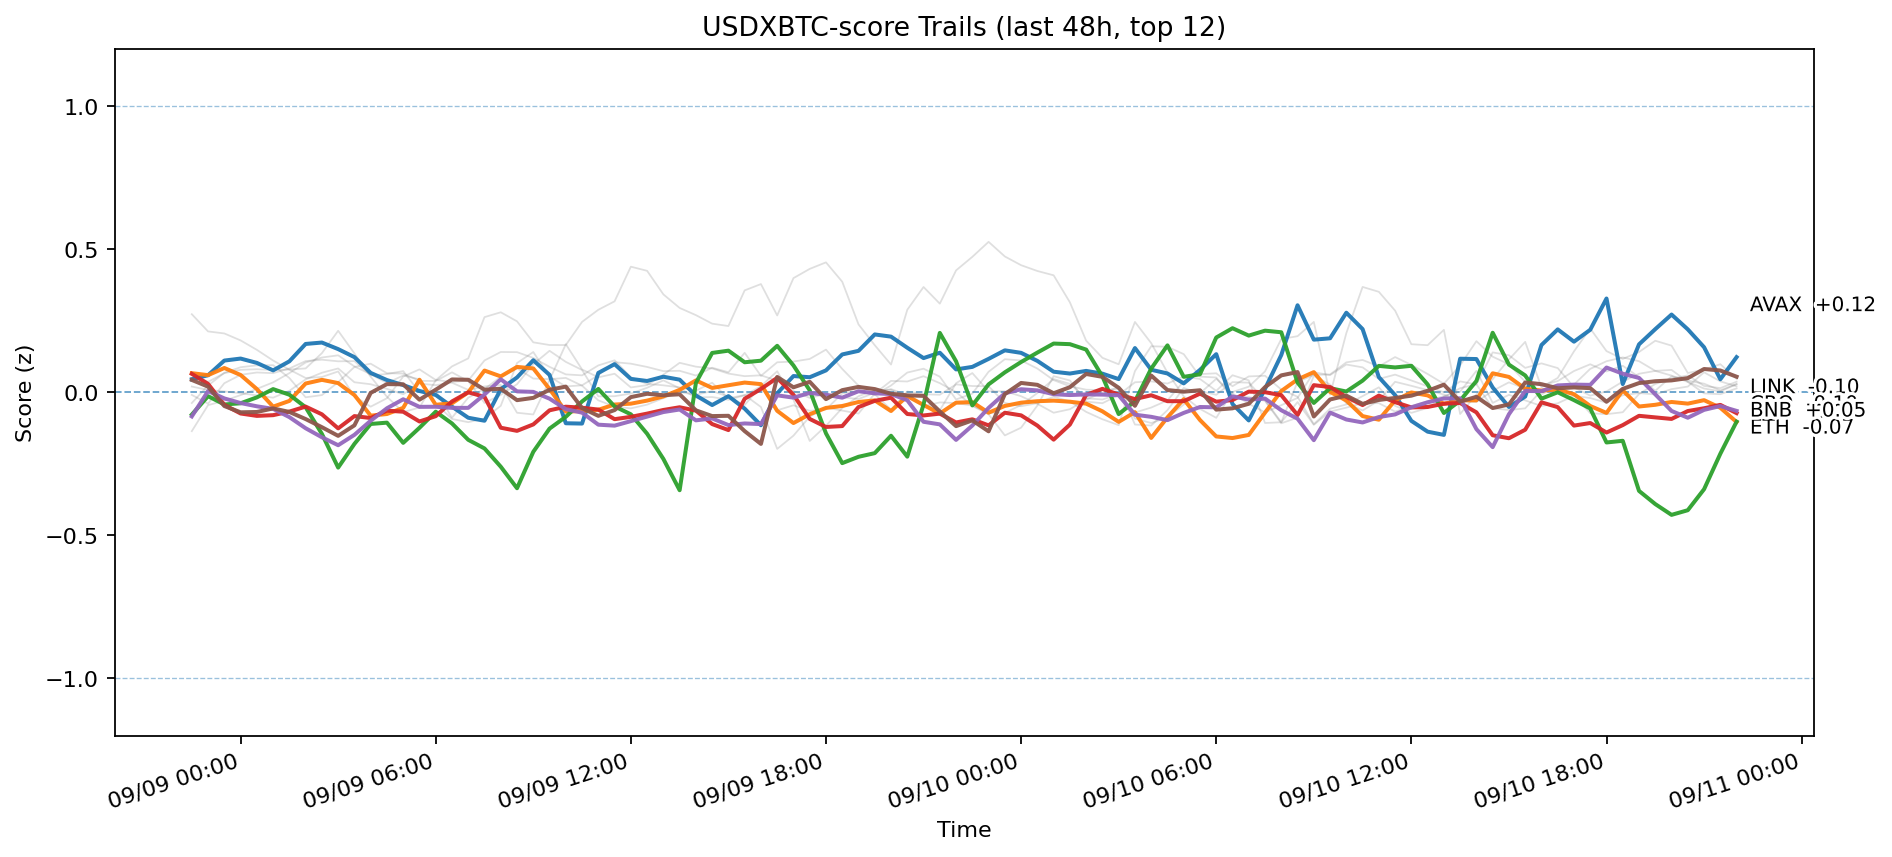 USDXBTC-score Trails (last 48h, top 12)
Score (z)
1.0
0.5
0.0
−0.5
−1.0
AVAX +0.12
LINK -0.10
BNB +0.05
ETH -0.07
09/09 00:00
09/09 06:00
09/09 12:00
09/09 18:00
09/10 00:00
09/10 06:00
09/10 12:00
09/10 18:00
09/11 00:00
Time